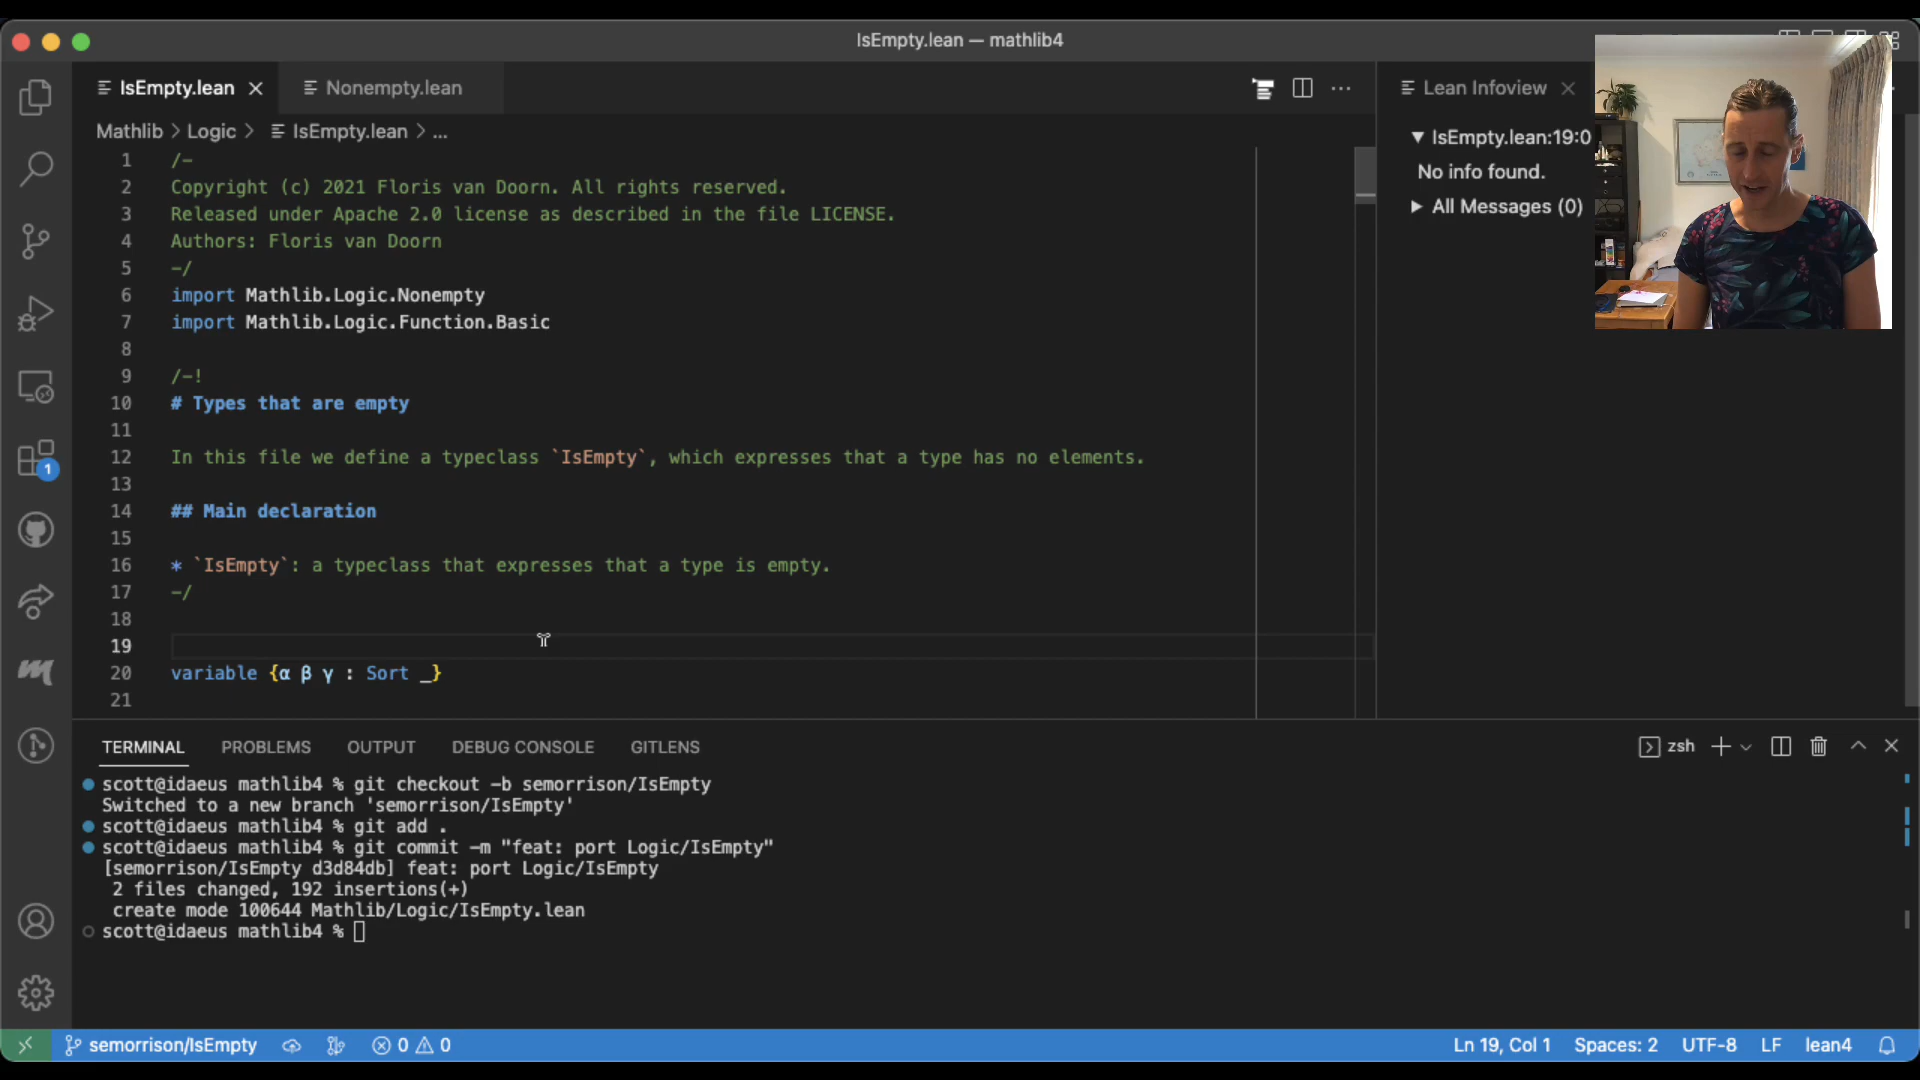 IsEmpty.lean — mathlib4
IsEmpty.lean
Nonempty.lean
Mathlib > Logic > IsEmpty.lean > ...
1 /-
2 Copyright (c) 2021 Floris van Doorn. All rights reserved.
3 Released under Apache 2.0 license as described in the file LICENSE.
4 Authors: Floris van Doorn
5 -/
6 import Mathlib.Logic.Nonempty
7 import Mathlib.Logic.Function.Basic
8
9 /-!
10 # Types that are empty
11
12 In this file we define a typeclass `IsEmpty`, which expresses that a type has no elements.
13
14 ## Main declaration
15
16 * `IsEmpty`: a typeclass that expresses that a type is empty.
17 -/
18
19
20 variable {α β γ : Sort _}
21
Lean Infoview
IsEmpty.lean:19:0
No info found.
All Messages (0)
1
TERMINAL PROBLEMS OUTPUT DEBUG CONSOLE GITLENS
zsh
scott@idaeus mathlib4 % git checkout -b semorrison/IsEmpty
Switched to a new branch 'semorrison/IsEmpty'
scott@idaeus mathlib4 % git add .
scott@idaeus mathlib4 % git commit -m "feat: port Logic/IsEmpty"
[semorrison/IsEmpty d3d84db] feat: port Logic/IsEmpty
2 files changed, 192 insertions(+)
create mode 100644 Mathlib/Logic/IsEmpty.lean
scott@idaeus mathlib4 %
semorrison/IsEmpty 0 0
Ln 19, Col 1 Spaces: 2 UTF-8 LF lean4